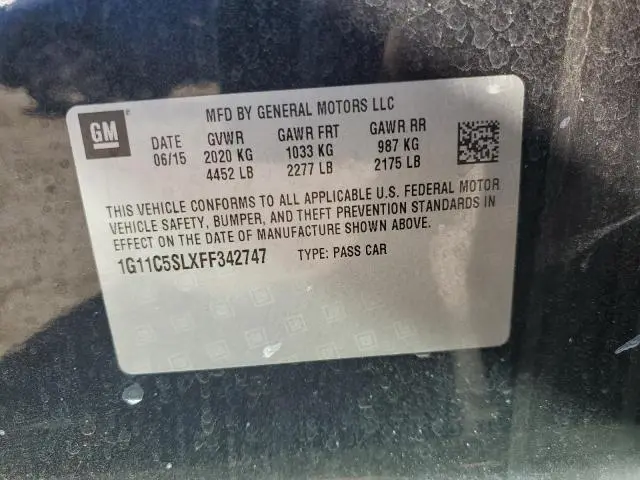 GM
MFD BY GENERAL MOTORS LLC
DATE GVWR GAWR FRT GAWR RR
06/15 2020 KG 1033 KG 987 KG
4452 LB 2277 LB 2175 LB
THIS VEHICLE CONFORMS TO ALL APPLICABLE U.S. FEDERAL MOTOR
VEHICLE SAFETY, BUMPER, AND THEFT PREVENTION STANDARDS IN
EFFECT ON THE DATE OF MANUFACTURE SHOWN ABOVE.
1G11C5SLXFF342747 TYPE: PASS CAR